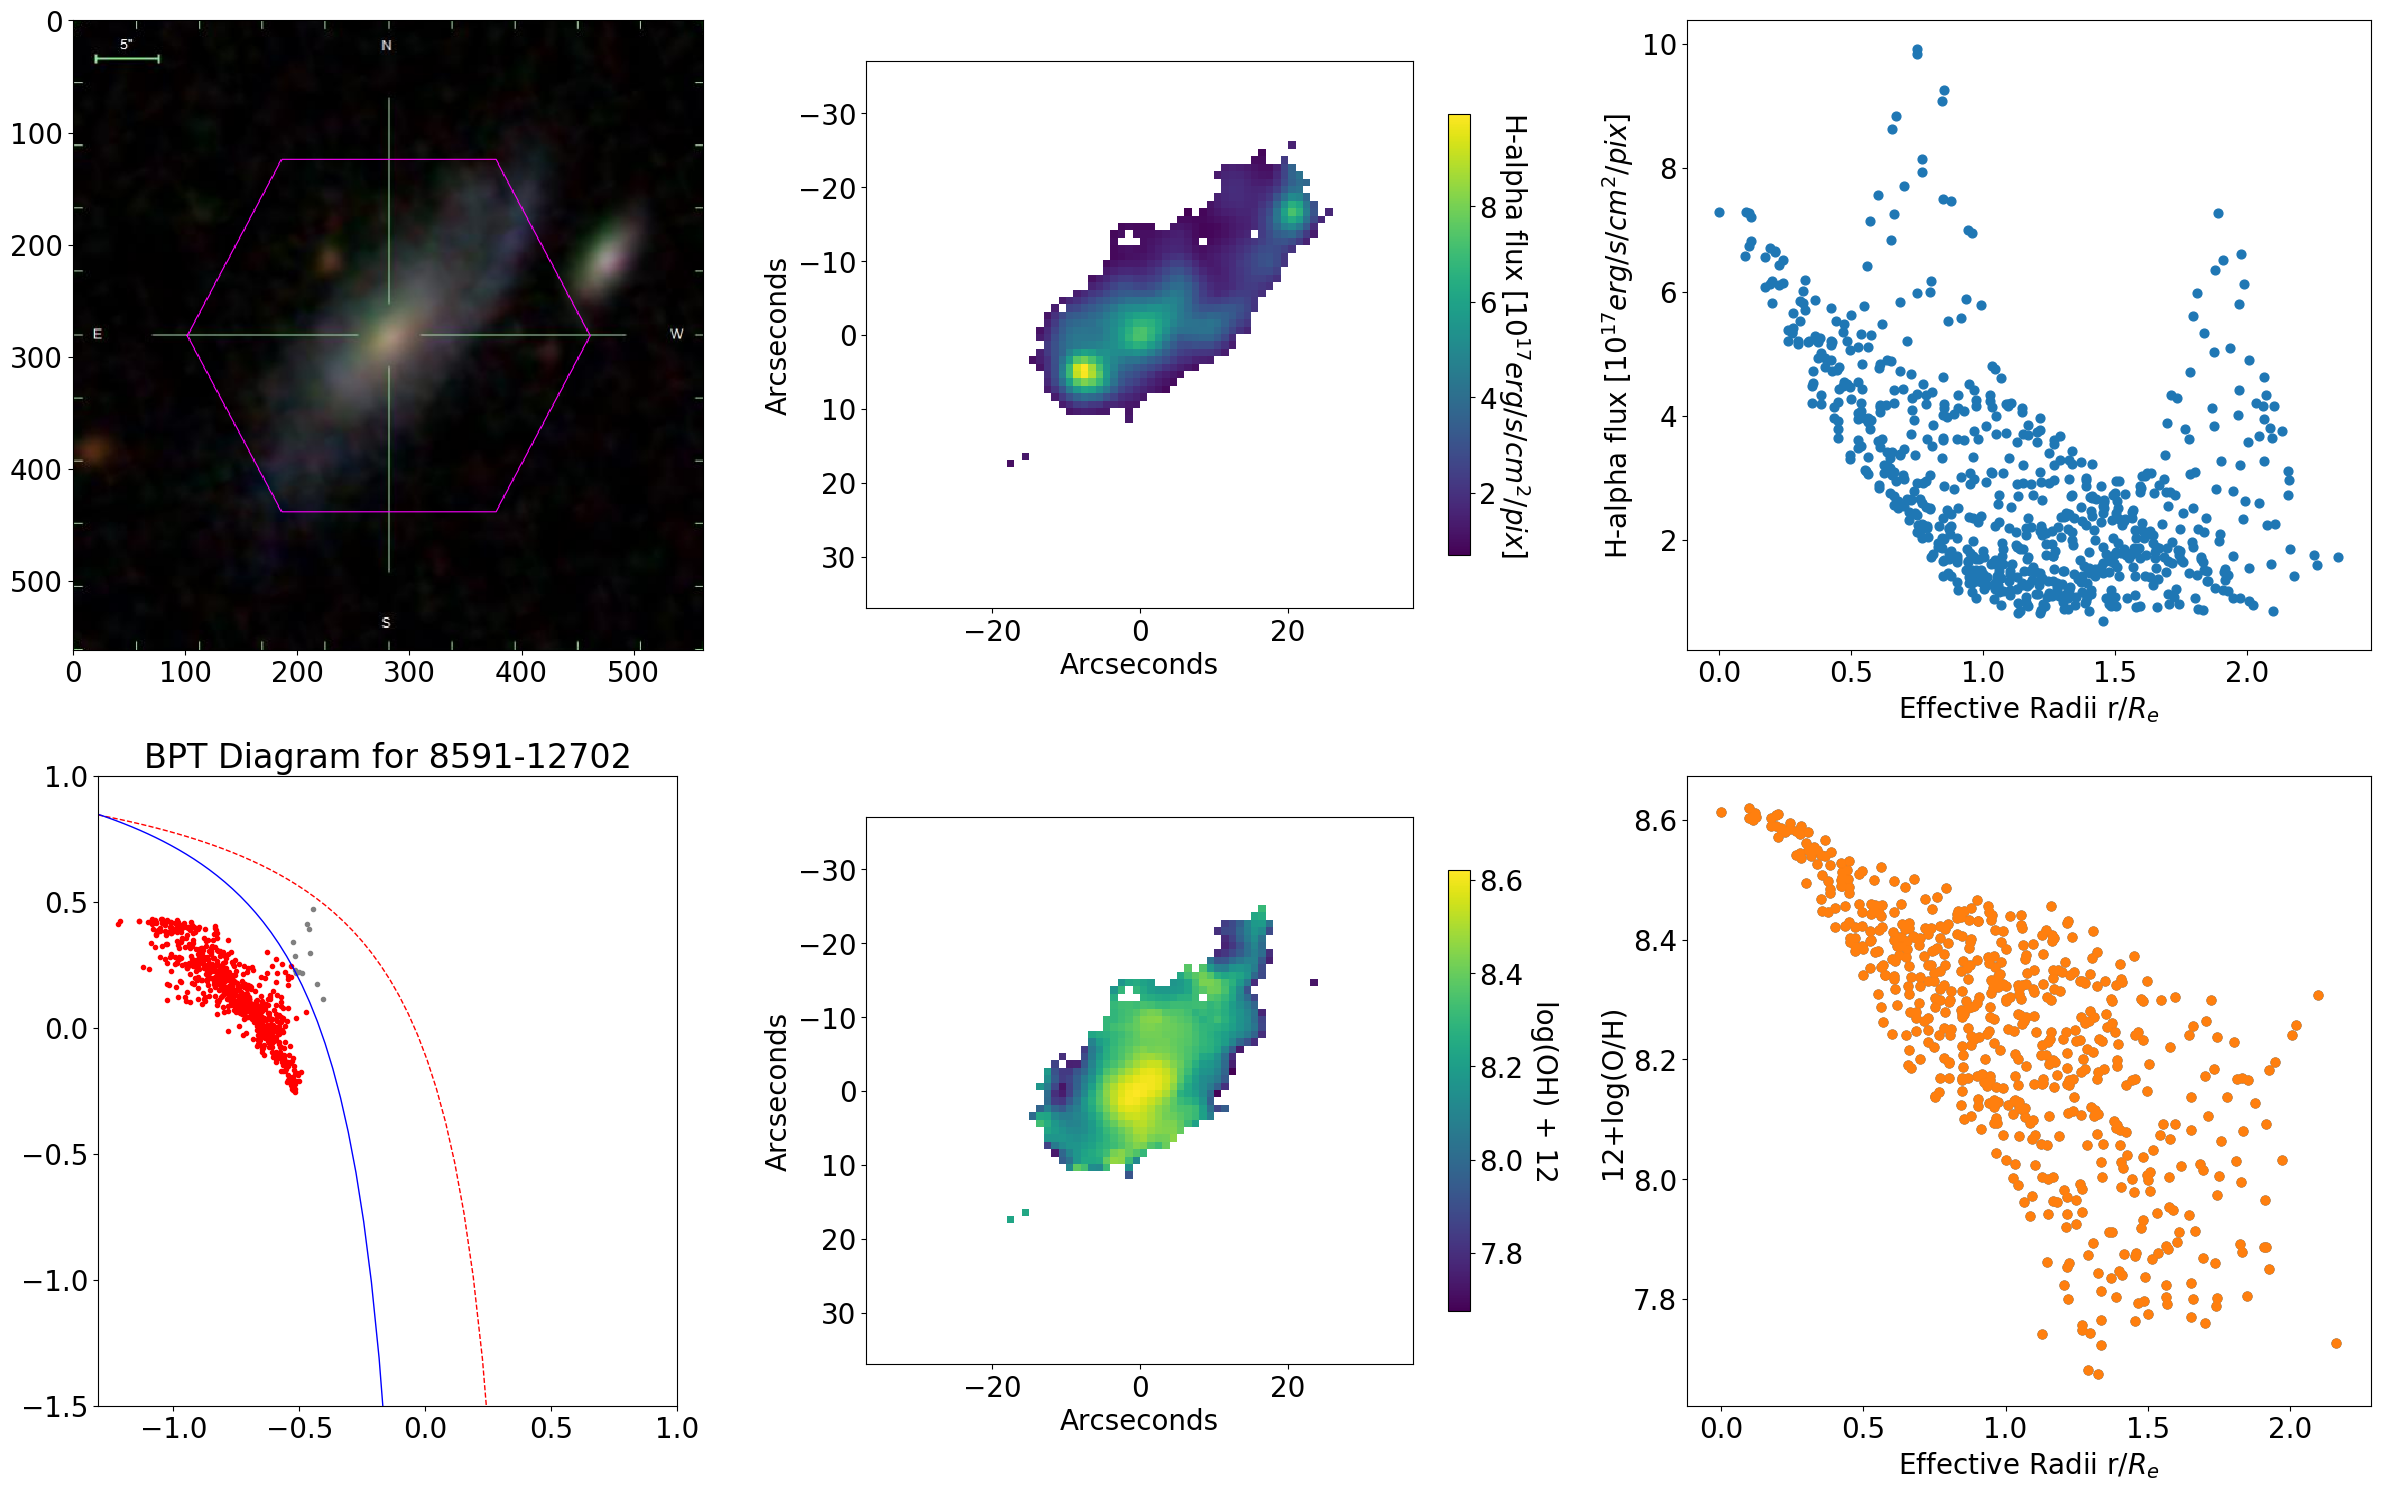 0
100
200
300
400
500
0 100 200 300 400 500
5"
N
E
W
S
−30
−20
−10
0
10
20
30
−20 0 20
Arcseconds
Arcseconds
8
6
4
2
H-alpha flux [10^17 erg/s/cm^2/pix]
10
8
6
4
2
0.0 0.5 1.0 1.5 2.0
H-alpha flux [10^17 erg/s/cm^2/pix]
Effective Radii r/R_e
BPT Diagram for 8591-12702
1.0
0.5
0.0
−0.5
−1.0
−1.5
−1.0 −0.5 0.0 0.5 1.0
−30
−20
−10
0
10
20
30
−20 0 20
Arcseconds
Arcseconds
8.6
8.4
8.2
8.0
7.8
log(OH) + 12
8.6
8.4
8.2
8.0
7.8
0.0 0.5 1.0 1.5 2.0
12+log(O/H)
Effective Radii r/R_e